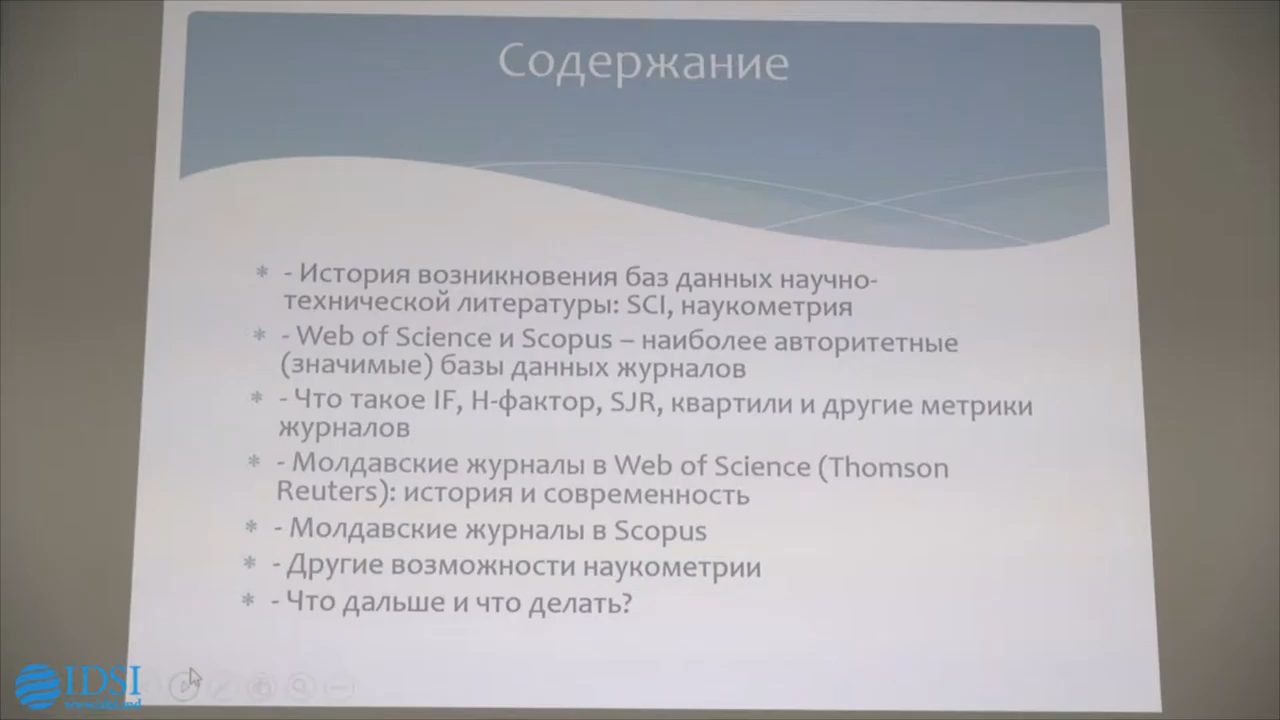 Содержание
* - История возникновения баз данных научно-
технической литературы: SCI, наукометрия
* - Web of Science и Scopus – наиболее авторитетные
(значимые) базы данных журналов
* - Что такое IF, H-фактор, SJR, квартили и другие метрики
журналов
* - Молдавские журналы в Web of Science (Thomson
Reuters): история и современность
* - Молдавские журналы в Scopus
* - Другие возможности наукометрии
* - Что дальше и что делать?
IDSI